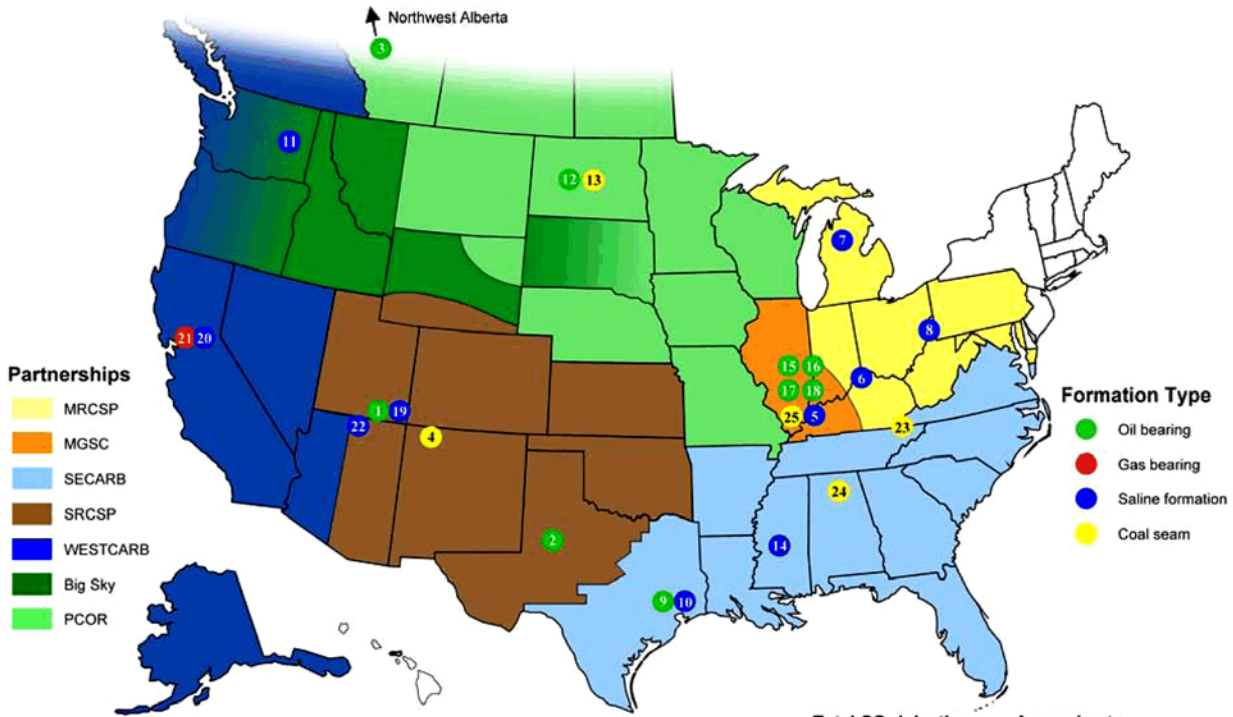 Northwest Alberta
3
11
12
13
7
21
20
8
15
16
6
17
18
1
19
25
5
22
4
23
24
2
14
9
10
Partnerships
MRCSP
MGSC
SECARB
SRCSP
WESTCARB
Big Sky
PCOR
Formation Type
Oil bearing
Gas bearing
Saline formation
Coal seam